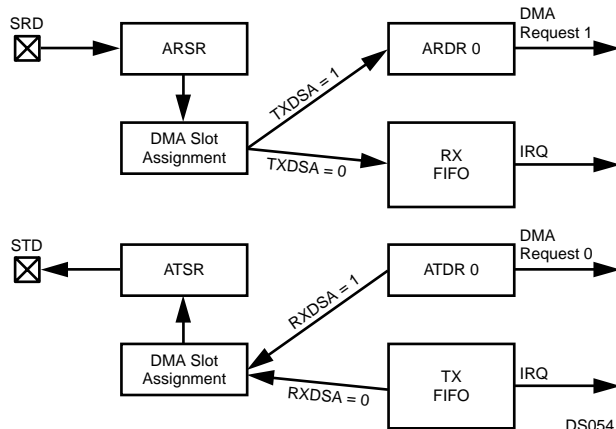 SRD
ARSR
TXDSA = 1
ARDR 0
DMA
Request 1
DMA Slot
Assignment
TXDSA = 0
RX
FIFO
IRQ
STD
ATSR
RXDSA = 1
ATDR 0
DMA
Request 0
DMA Slot
Assignment
RXDSA = 0
TX
FIFO
IRQ
DS054